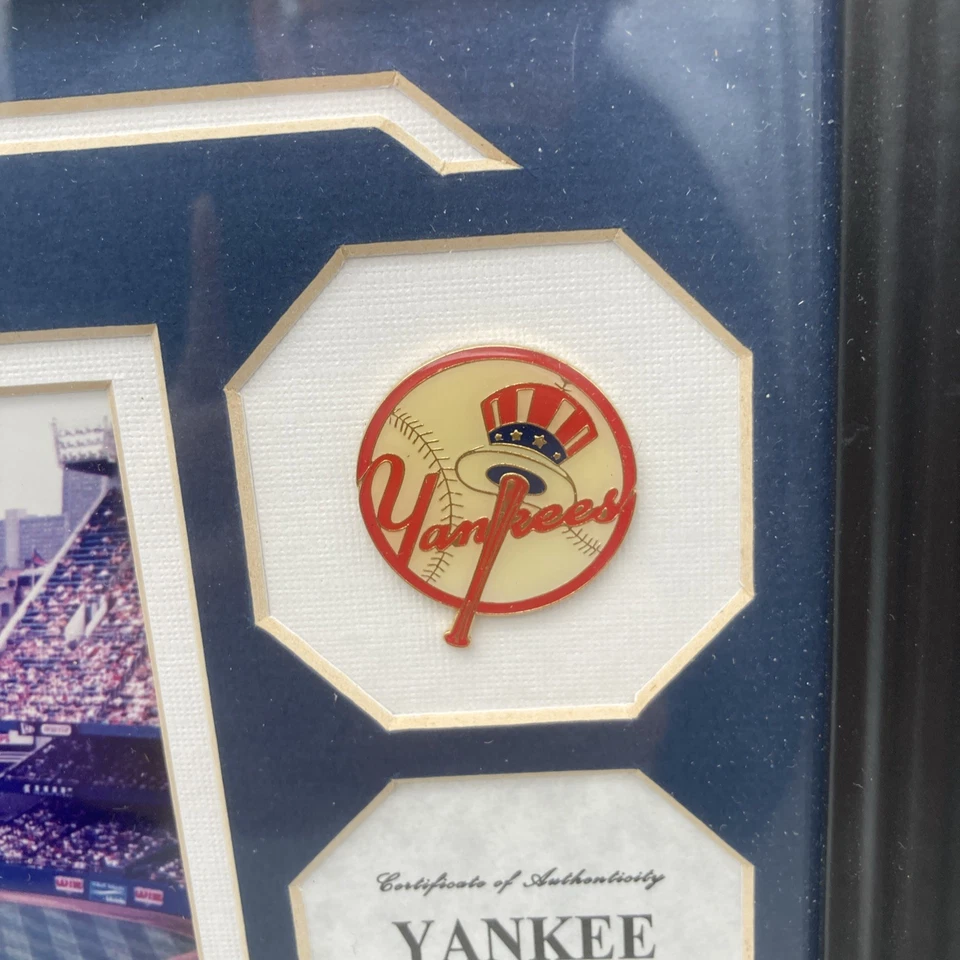 Yankees
Certificate of Authenticity
YANKEE